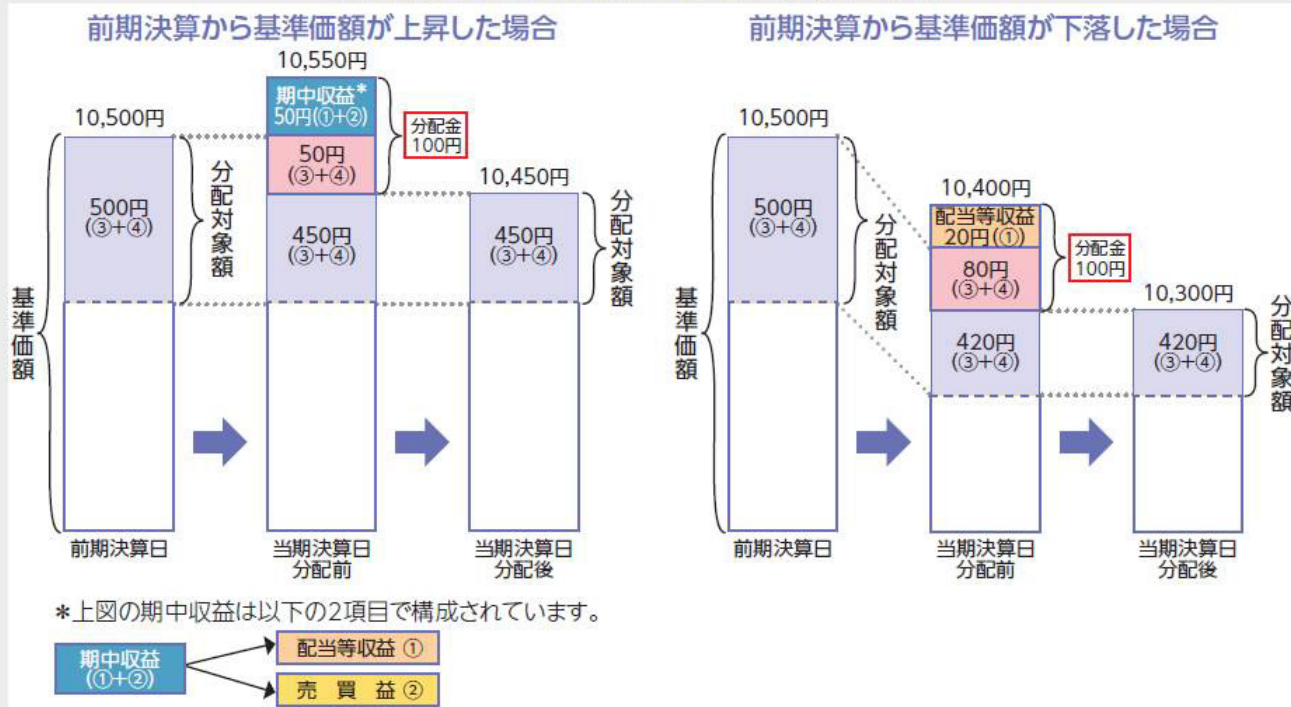 前期決算から基準価額が上昇した場合
10,500円
500円
(③+④)
分配対象額
基準価額
前期決算日
10,550円
期中収益*
50円(①+②)
50円
(③+④)
450円
(③+④)
分配金
100円
当期決算日
分配前
10,450円
450円
(③+④)
分配対象額
当期決算日
分配後
前期決算から基準価額が下落した場合
10,500円
500円
(③+④)
分配対象額
基準価額
前期決算日
10,400円
配当等収益
20円(①)
80円
(③+④)
420円
(③+④)
分配金
100円
当期決算日
分配前
10,300円
420円
(③+④)
分配対象額
当期決算日
分配後
*上図の期中収益は以下の2項目で構成されています。
期中収益
(①+②)
配当等収益 ①
売 買 益 ②